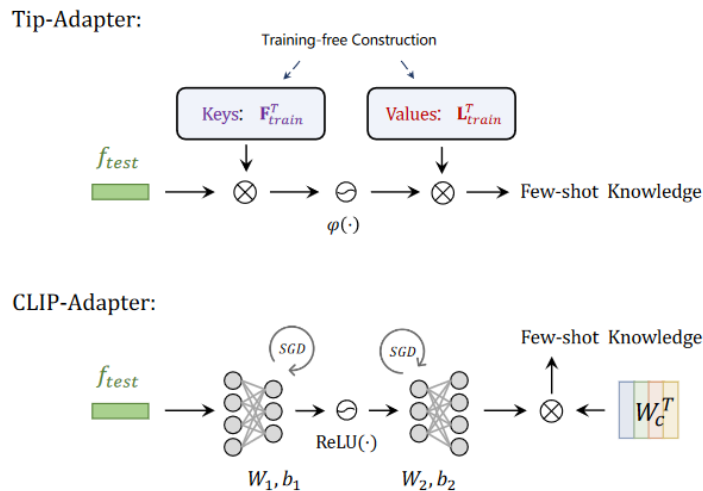 Tip-Adapter:
Training-free Construction
Keys: F^T_train
Values: L^T_train
f_test
Few-shot Knowledge
φ(·)
CLIP-Adapter:
Few-shot Knowledge
SGD
SGD
f_test
W_c^T
ReLU(·)
W_1, b_1
W_2, b_2